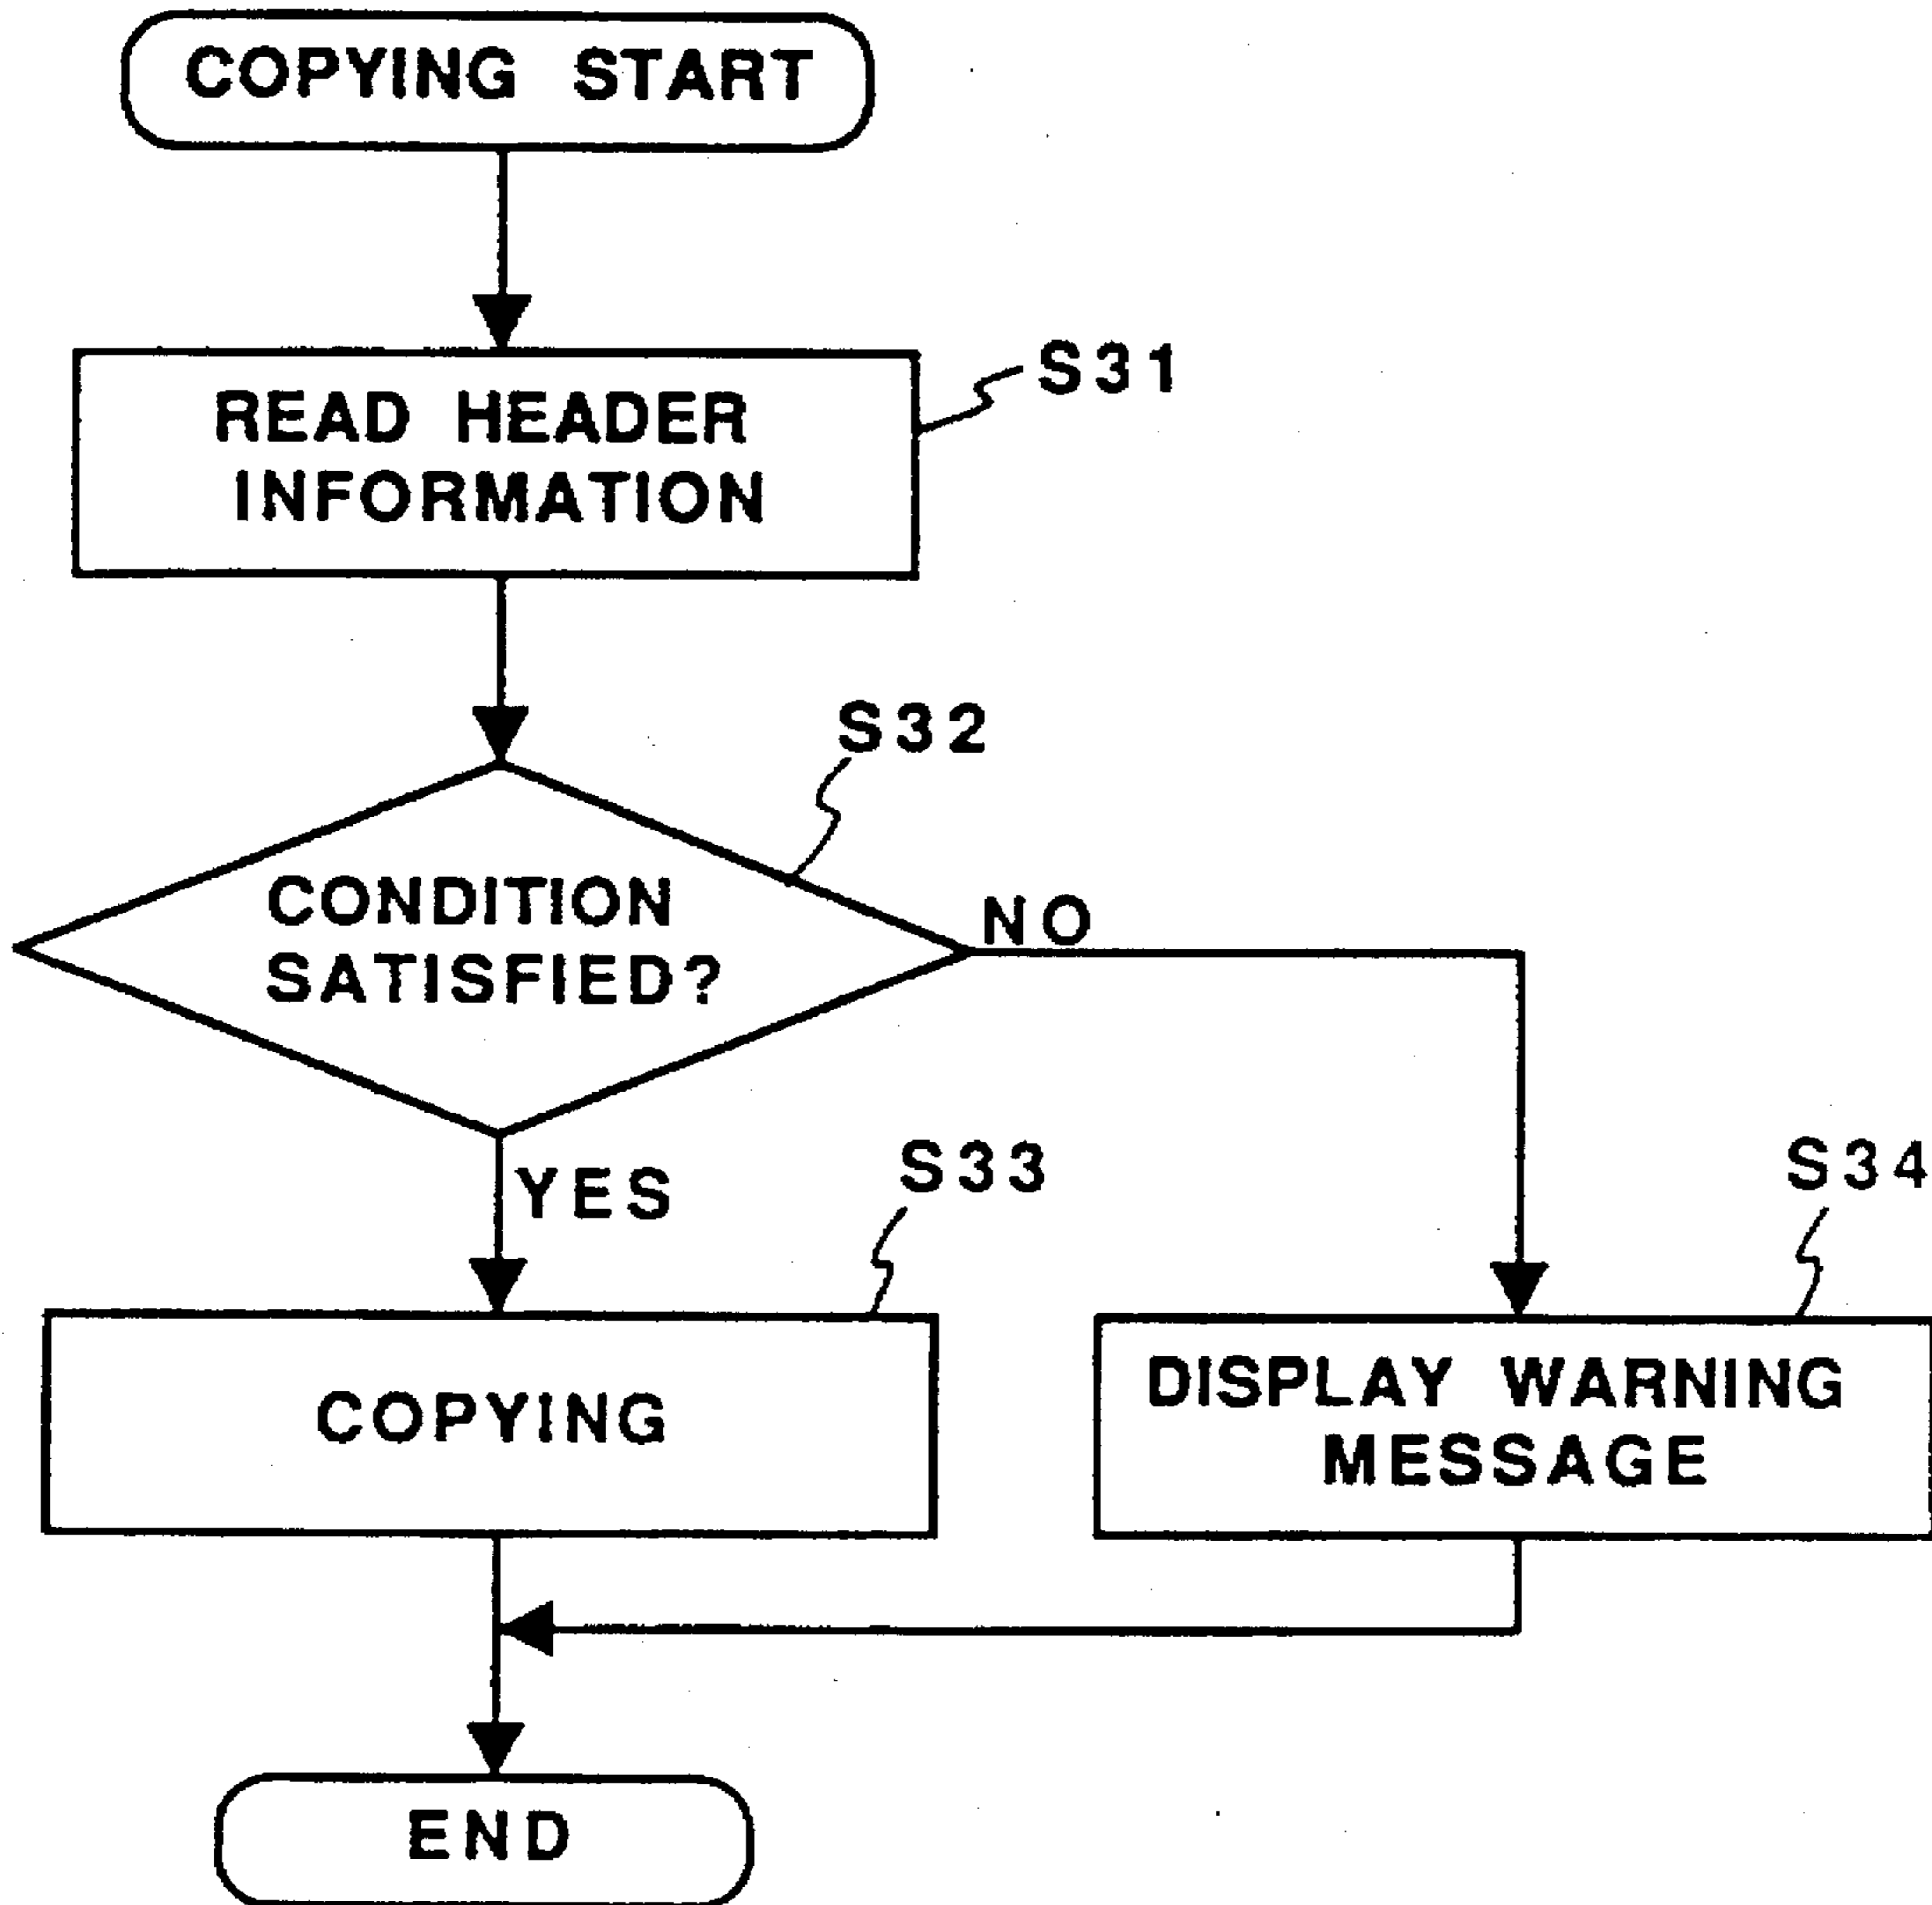 COPYING START
READ HEADER
INFORMATION
S31
S32
CONDITION
SATISFIED?
NO
YES
S33
S34
COPYING
DISPLAY WARNING
MESSAGE
END